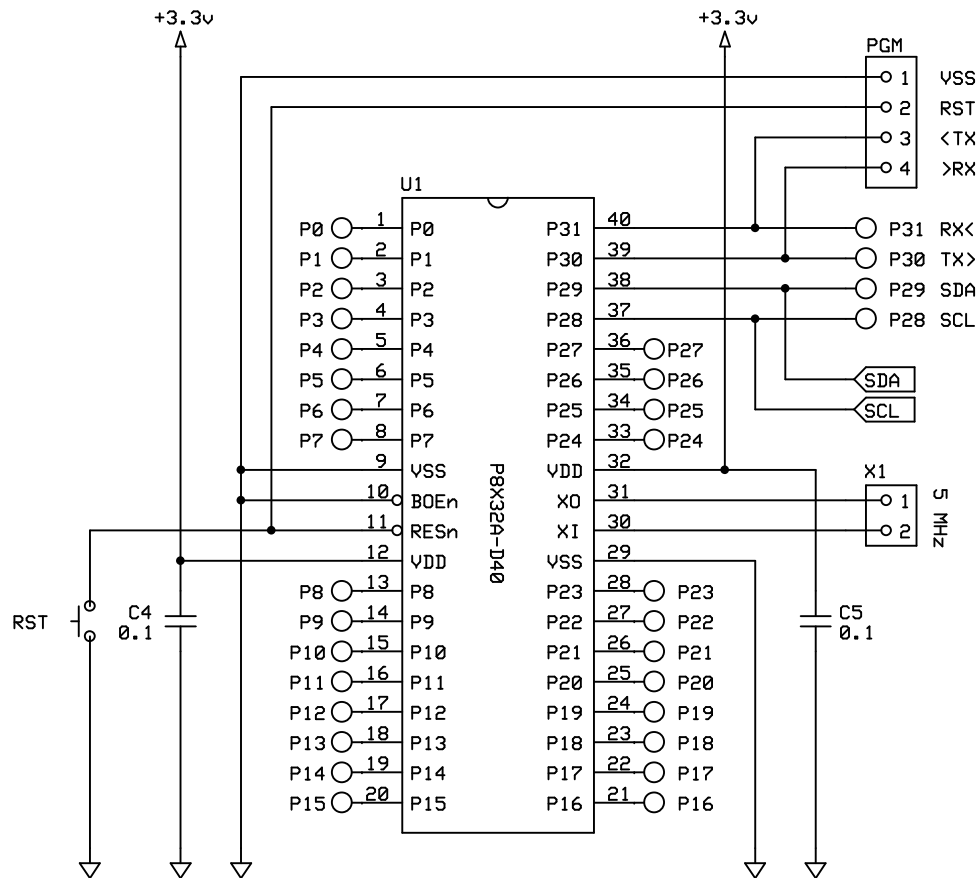 +3.3v +3.3v
PGM
1 VSS
2 RST
3 <TX
4 >RX
U1
P0 1 P0 P31 40 P31 RX<
P1 2 P1 P30 39 P30 TX>
P2 3 P2 P29 38 P29 SDA
P3 4 P3 P28 37 P28 SCL
P4 5 P4 P27 36 P27
P5 6 P5 P26 35 P26 SDA
P6 7 P6 P25 34 P25 SCL
P7 8 P7 P24 33 P24
9 VSS VDD 32 X1
10 BOEn XO 31 1
11 RESn XI 30 2
5 MHz
12 VDD VSS 29
P8X32A-D40
P8 13 P8 P23 28 P23
RST C4 P9 14 P9 P22 27 P22 C5
0.1 0.1
P10 15 P10 P21 26 P21
P11 16 P11 P20 25 P20
P12 17 P12 P19 24 P19
P13 18 P13 P18 23 P18
P14 19 P14 P17 22 P17
P15 20 P15 P16 21 P16